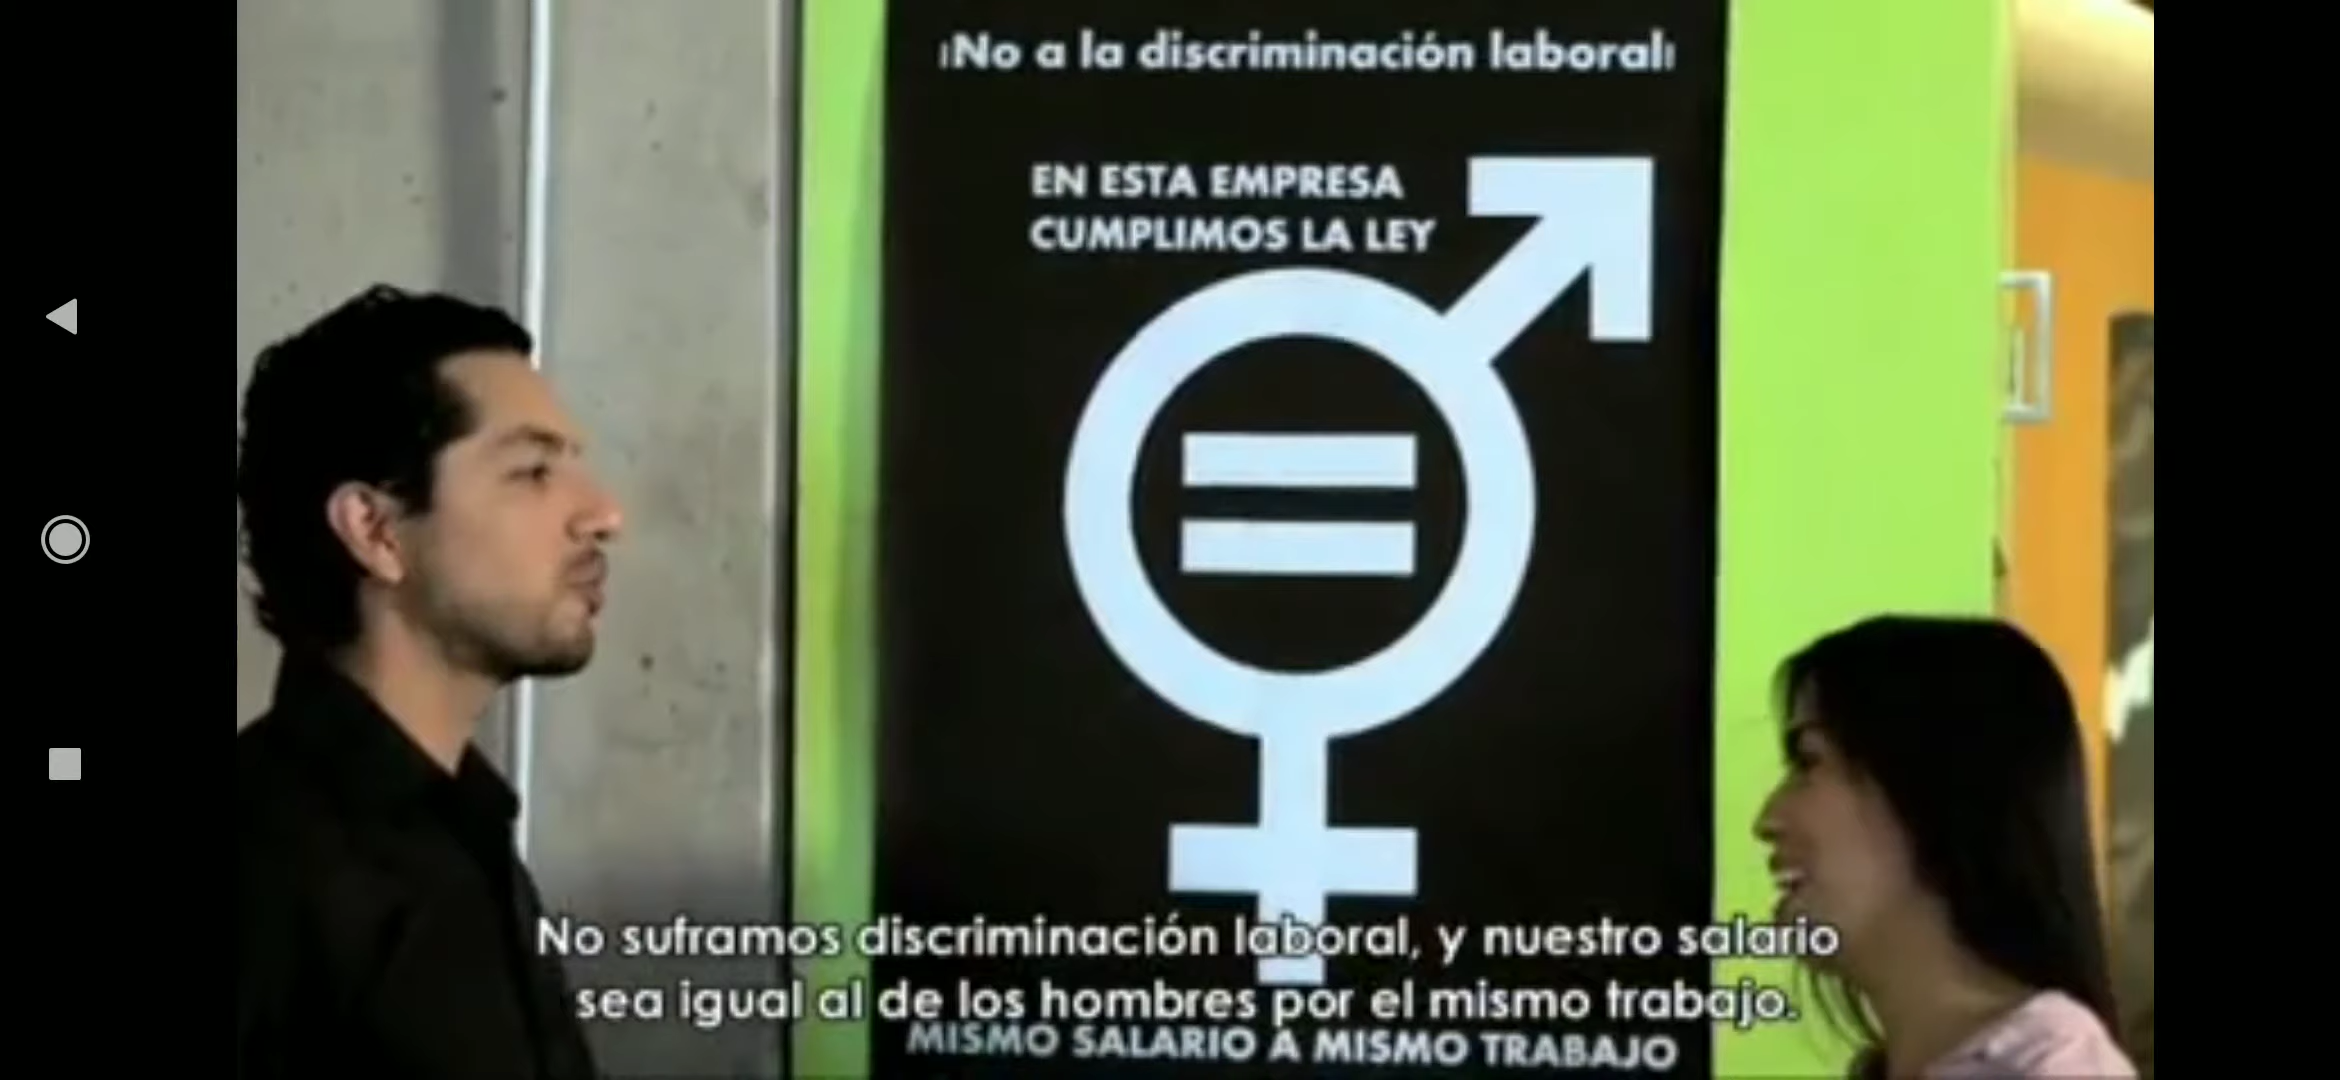 ¡No a la discriminación laboral!
EN ESTA EMPRESA
CUMPLIMOS LA LEY
No suframos discriminación laboral, y nuestro salario
sea igual al de los hombres por el mismo trabajo.
MISMO SALARIO A MISMO TRABAJO